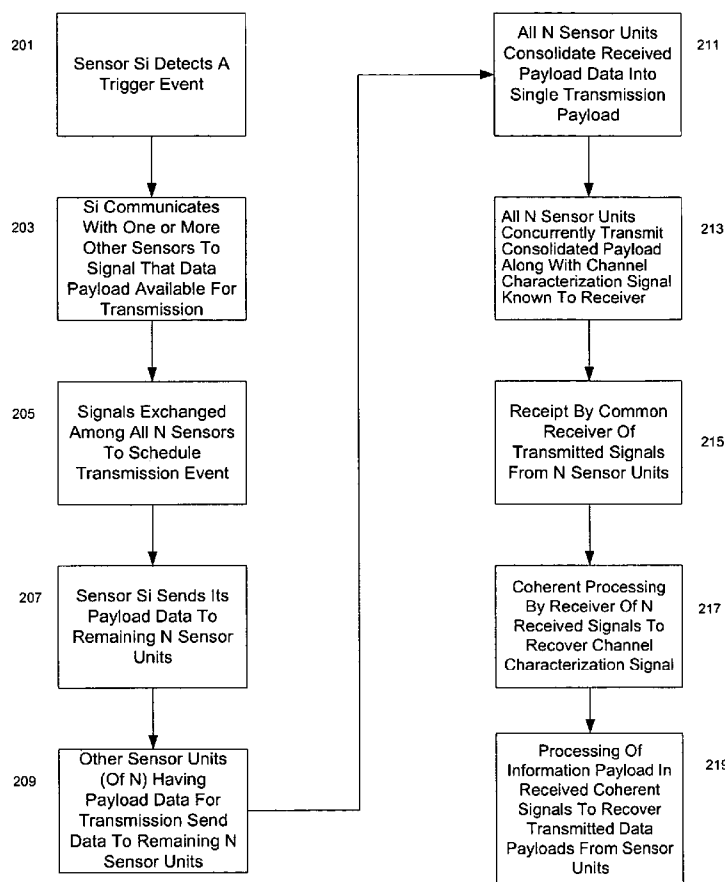 201
Sensor Si Detects A
Trigger Event
203
Si Communicates
With One or More
Other Sensors To
Signal That Data
Payload Available For
Transmission
205
Signals Exchanged
Among All N Sensors
To Schedule
Transmission Event
207
Sensor Si Sends Its
Payload Data To
Remaining N Sensor
Units
209
Other Sensor Units
(Of N) Having
Payload Data For
Transmission Send
Data To Remaining N
Sensor Units
211
All N Sensor Units
Consolidate Received
Payload Data Into
Single Transmission
Payload
213
All N Sensor Units
Concurrently Transmit
Consolidated Payload
Along With Channel
Characterization Signal
Known To Receiver
215
Receipt By Common
Receiver Of
Transmitted Signals
From N Sensor Units
217
Coherent Processing
By Receiver Of N
Received Signals To
Recover Channel
Characterization Signal
219
Processing Of
Information Payload In
Received Coherent
Signals To Recover
Transmitted Data
Payloads From Sensor
Units